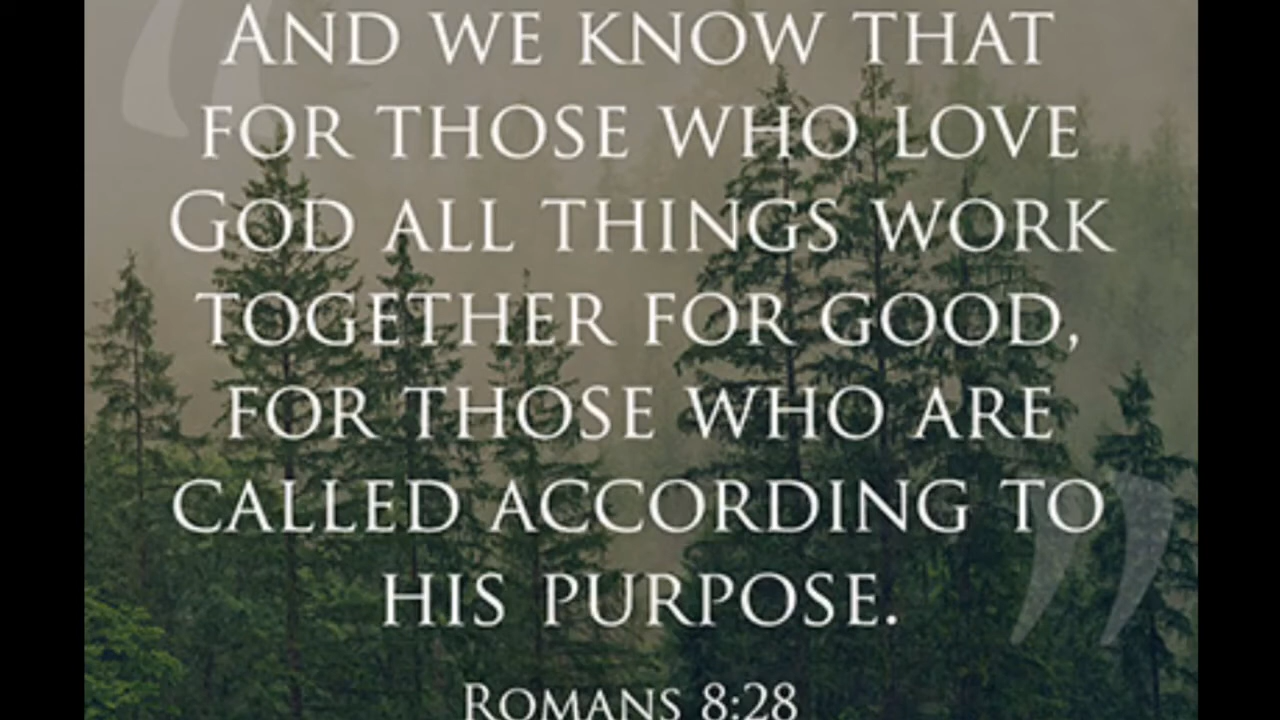 And we know that
for those who love
God all things work
together for good,
for those who are
called according to
his purpose.
Romans 8:28